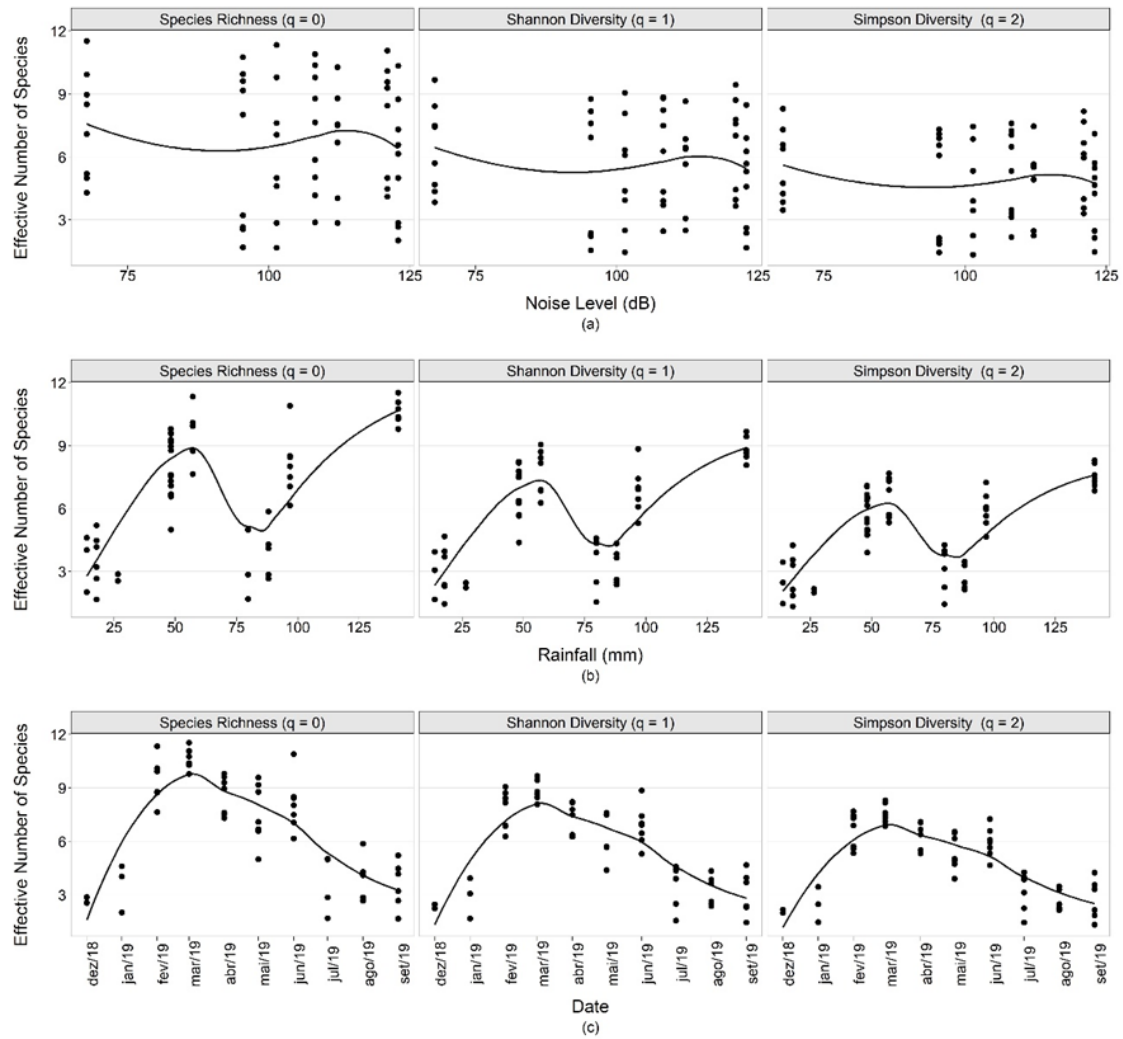 Species Richness (q = 0)
Shannon Diversity (q = 1)
Simpson Diversity (q = 2)
Effective Number of Species
12
9
6
3
75
100
125
75
100
125
75
100
125
Noise Level (dB)
(a)
Species Richness (q = 0)
Shannon Diversity (q = 1)
Simpson Diversity (q = 2)
Effective Number of Species
12
9
6
3
25
50
75
100
125
25
50
75
100
125
25
50
75
100
125
Rainfall (mm)
(b)
Species Richness (q = 0)
Shannon Diversity (q = 1)
Simpson Diversity (q = 2)
Effective Number of Species
12
9
6
3
dez/18
jan/19
fev/19
mar/19
abr/19
mai/19
jun/19
jul/19
ago/19
set/19
dez/18
jan/19
fev/19
mar/19
abr/19
mai/19
jun/19
jul/19
ago/19
set/19
dez/18
jan/19
fev/19
mar/19
abr/19
mai/19
jun/19
jul/19
ago/19
set/19
Date
(c)